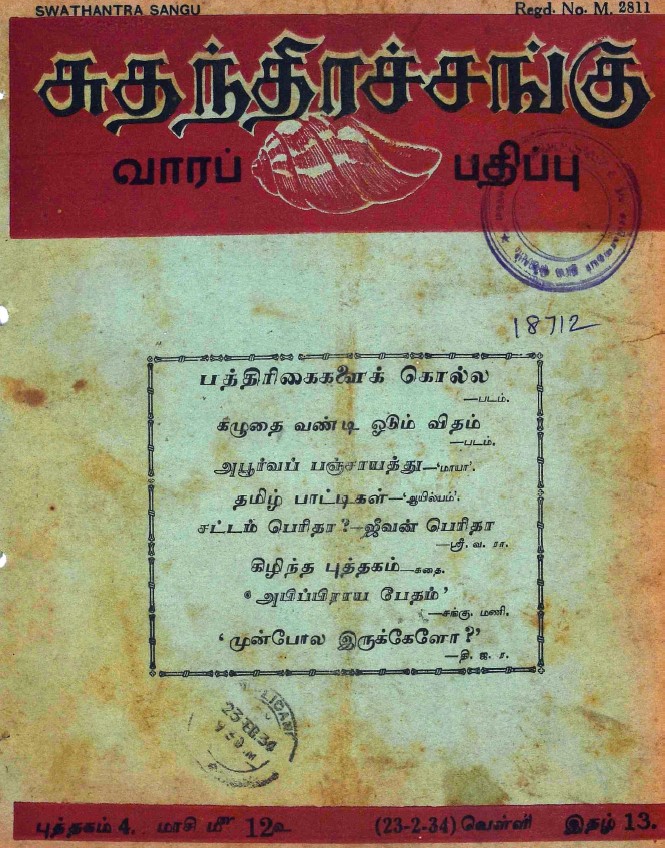 SWATHANTRA SANGU
Regd. No. M. 2811
சுதந்திரச்சங்கு
வாரப் பதிப்பு
18712
பத்திரிகைகளைக் கொல்ல
—படம்.
கழுதை வண்டி ஓடும் விதம்
—படம்.
அபூர்வப் பஞ்சாயத்து—‘மாயா’.
தமிழ் பாட்டிகள்—‘ஆயில்யம்’.
சட்டம் பெரிதா?—ஜீவன் பெரிதா
—ஸ்ரீ. வ. ரா.
கிழிந்த புத்தகம்—கதை.
‘அபிப்பிராய பேதம்’
—சங்கு. மணி.
‘முன்போல இருக்கேளோ?’
—தி. ஐ. ர.
23 FEB. 34
புத்தகம் 4. மாசி மீ 12உ (23-2-34) வெள்ளி இதழ் 13.